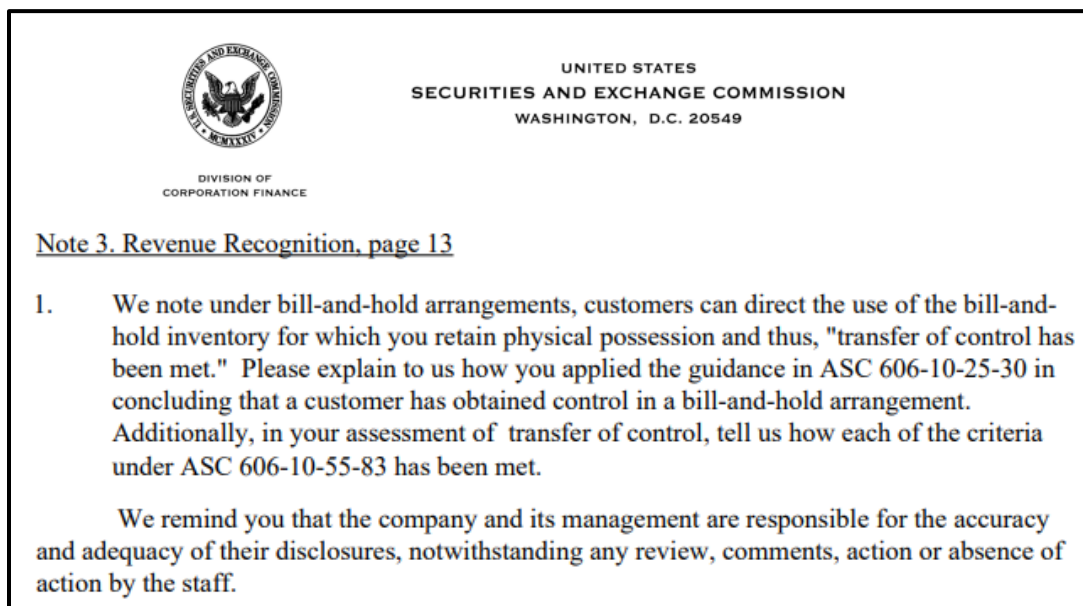 U.S. SECURITIES AND EXCHANGE COMMISSION
MCMXXXIV
UNITED STATES
SECURITIES AND EXCHANGE COMMISSION
WASHINGTON, D.C. 20549
DIVISION OF
CORPORATION FINANCE
Note 3. Revenue Recognition, page 13
1. We note under bill-and-hold arrangements, customers can direct the use of the bill-and-
hold inventory for which you retain physical possession and thus, "transfer of control has
been met." Please explain to us how you applied the guidance in ASC 606-10-25-30 in
concluding that a customer has obtained control in a bill-and-hold arrangement.
Additionally, in your assessment of transfer of control, tell us how each of the criteria
under ASC 606-10-55-83 has been met.
We remind you that the company and its management are responsible for the accuracy
and adequacy of their disclosures, notwithstanding any review, comments, action or absence of
action by the staff.